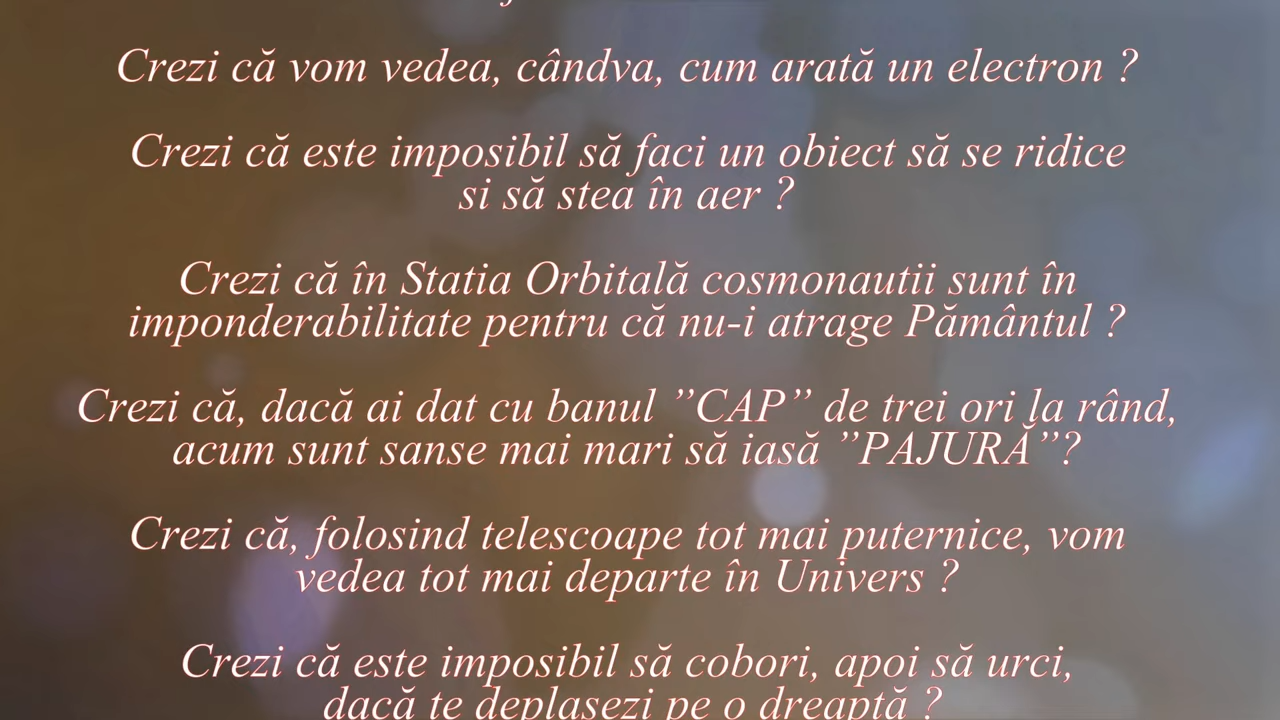 Crezi că vom vedea, cândva, cum arată un electron ?
Crezi că este imposibil să faci un obiect să se ridice
si să stea în aer ?
Crezi că în Statia Orbitală cosmonautii sunt în
imponderabilitate pentru că nu-i atrage Pământul ?
Crezi că, dacă ai dat cu banul ”CAP” de trei ori la rând,
acum sunt sanse mai mari să iasă ”PAJURĂ”?
Crezi că, folosind telescoape tot mai puternice, vom
vedea tot mai departe în Univers ?
Crezi că este imposibil să cobori, apoi să urci,
dacă te deplasezi pe o dreaptă ?